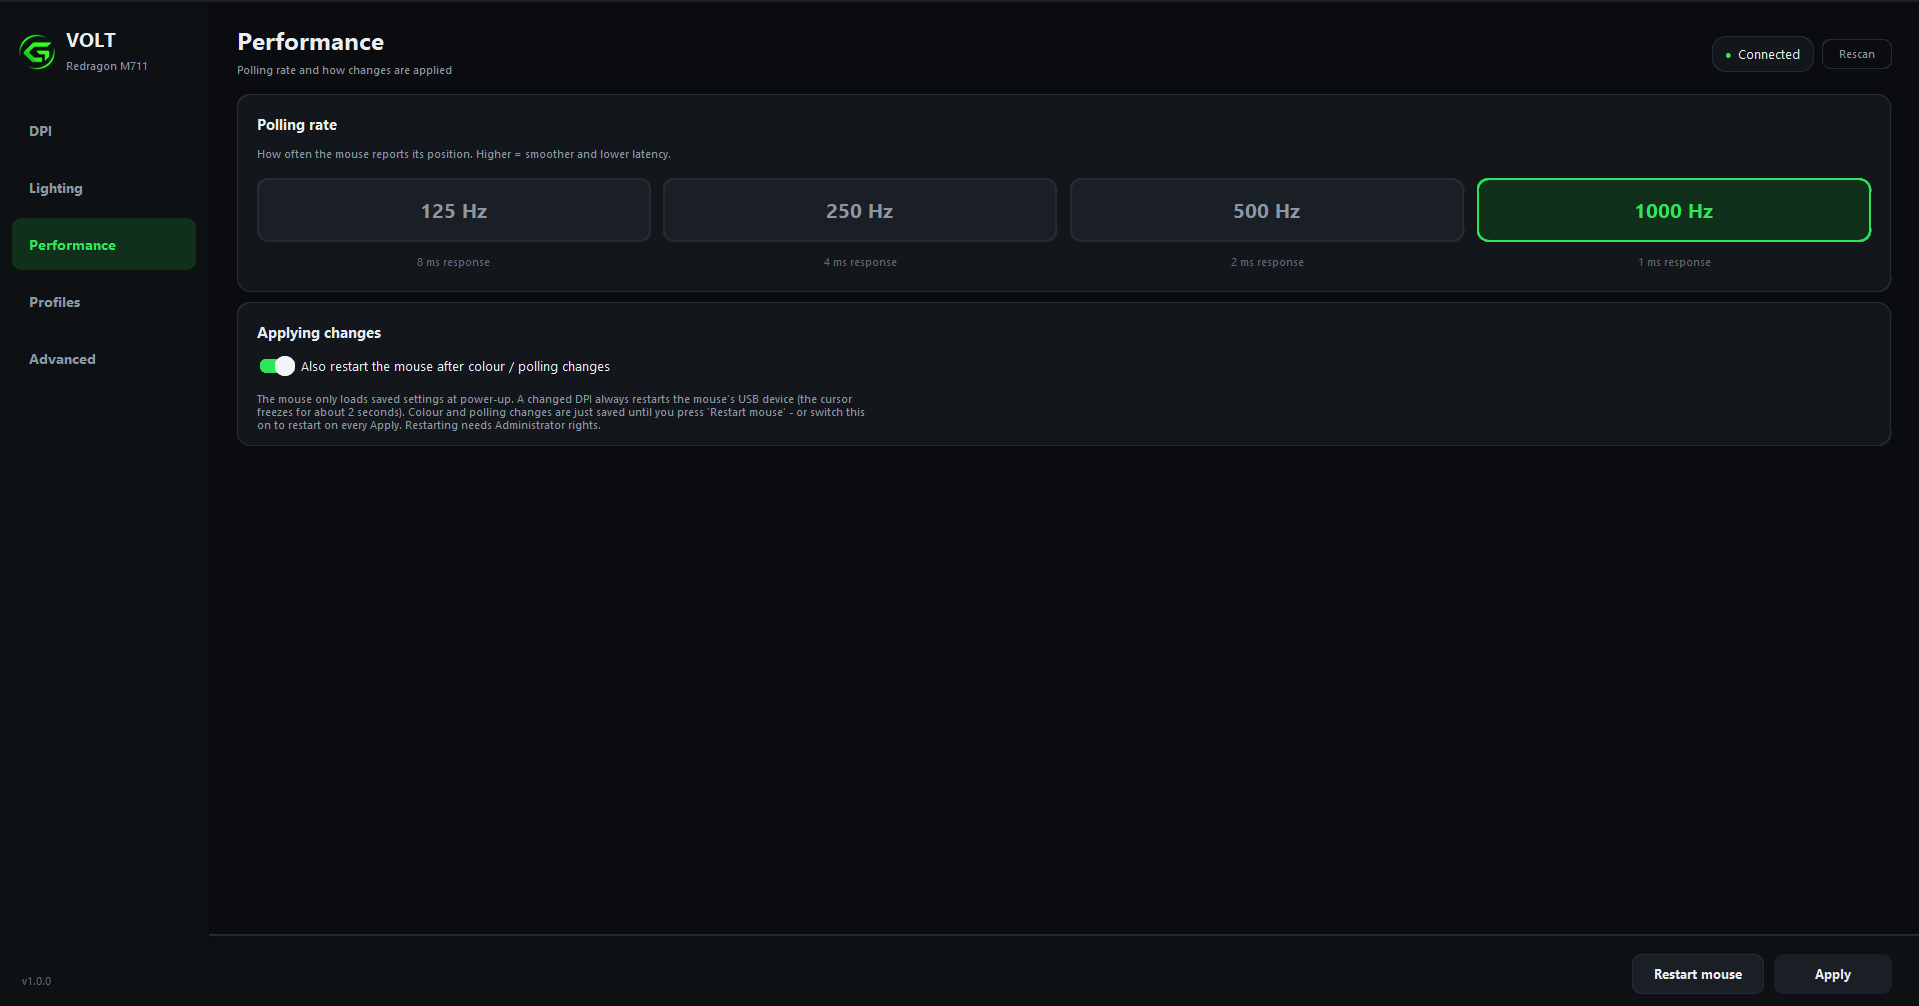 VOLT
Redragon M711
DPI
Lighting
Performance
Profiles
Advanced
v1.0.0
Performance
Polling rate and how changes are applied
Connected
Rescan
Polling rate
How often the mouse reports its position. Higher = smoother and lower latency.
125 Hz
250 Hz
500 Hz
1000 Hz
8 ms response
4 ms response
2 ms response
1 ms response
Applying changes
Also restart the mouse after colour / polling changes
The mouse only loads saved settings at power-up. A changed DPI always restarts the mouse's USB device (the cursor
freezes for about 2 seconds). Colour and polling changes are just saved until you press 'Restart mouse' - or switch this
on to restart on every Apply. Restarting needs Administrator rights.
Restart mouse
Apply